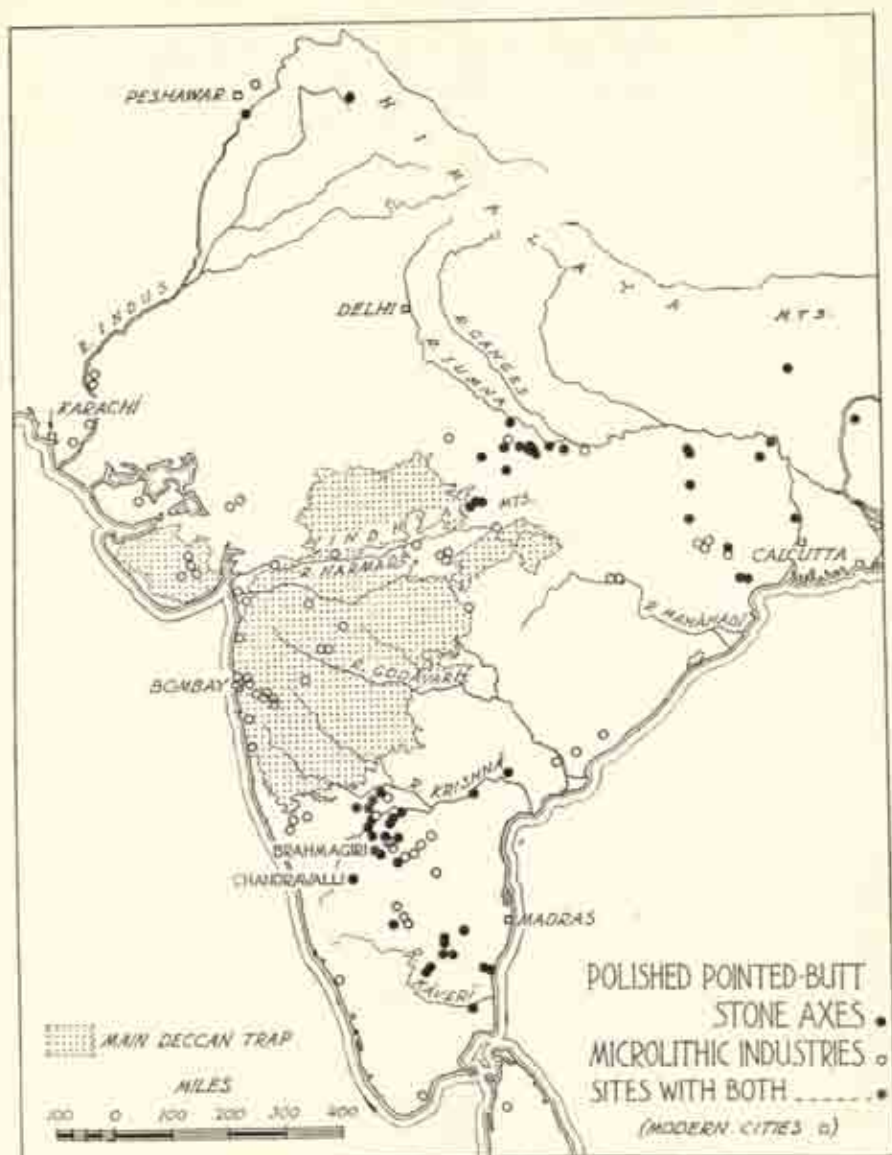 PESHAWAR
HIMALAYA
MTS.
DELHI
R. INDUS
R. GANGES
R. JUMNA
KARACHI
MTS.
VINDHYA
R. NARMADA
CALCUTTA
R. MAHANADI
R. GODAVARI
BOMBAY
R. KRISHNA
BRAHMAGIRI
CHANDRAVALLI
MADRAS
R. KAVERI
POLISHED POINTED-BUTT
STONE AXES
MICROLITHIC INDUSTRIES
SITES WITH BOTH
(MODERN CITIES □)
MAIN DECCAN TRAP
MILES
100 0 100 200 300 400